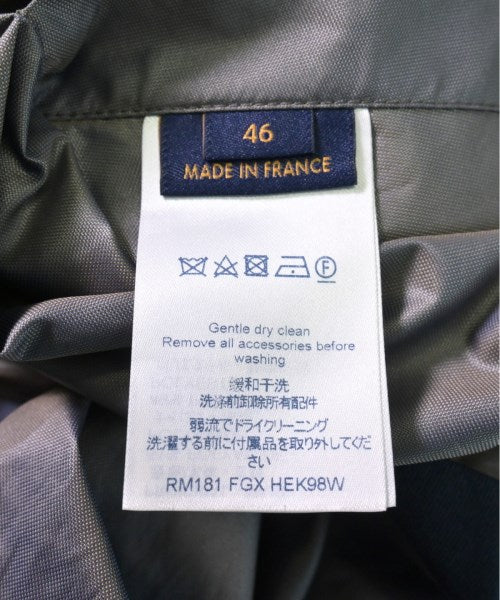 46
MADE IN FRANCE
F
Gentle dry clean
Remove all accessories before
washing
缓和干洗
洗涤前卸除所有配件
弱流でドライクリーニング
洗濯する前に付属品を取り外してくだ
さい
RM181 FGX HEK98W